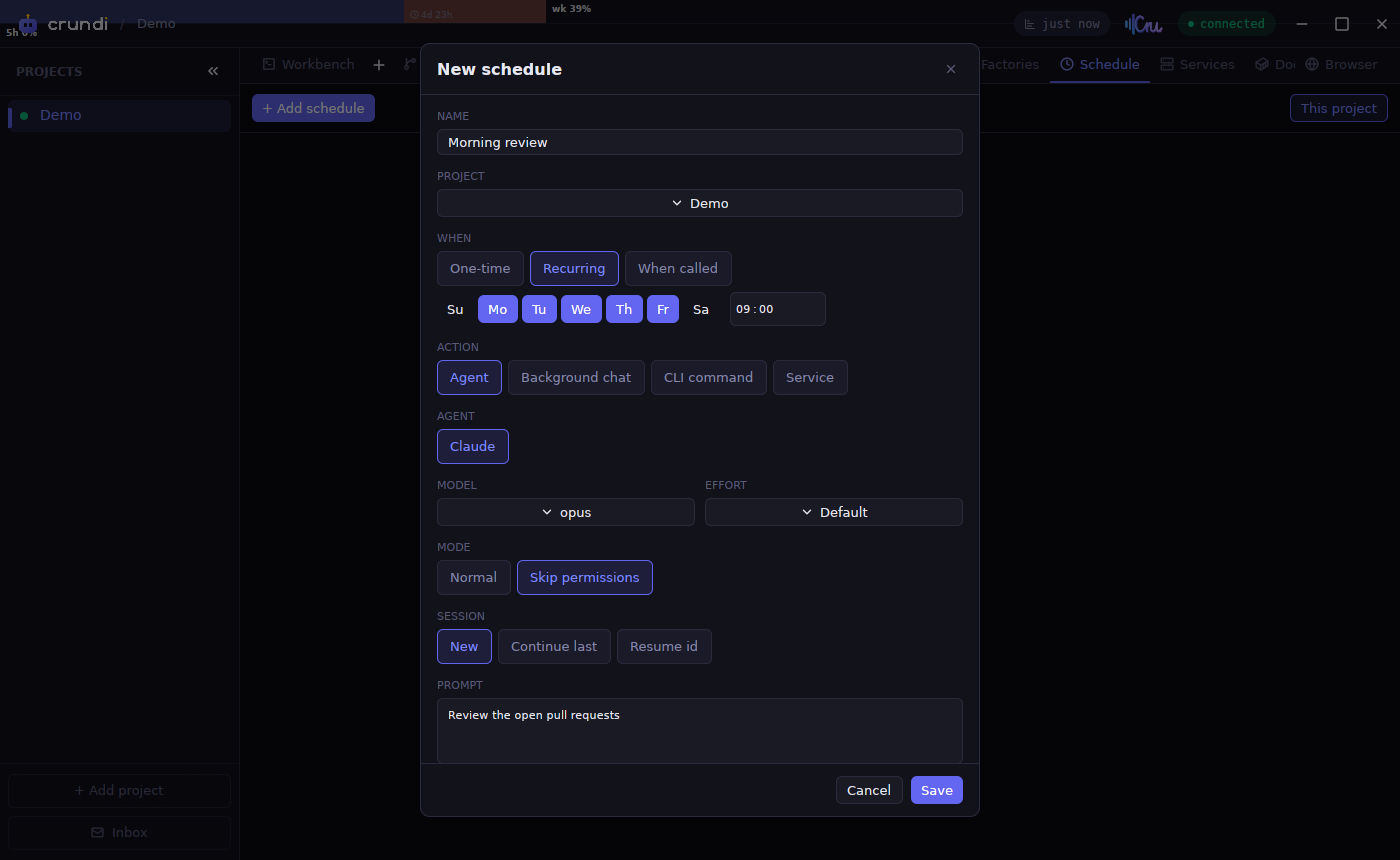 wk 39%
4d 23h
crundi / Demo
just now
Cru
connected
PROJECTS
Workbench
Factories
Schedule
Services
Browser
Demo
+ Add schedule
This project
New schedule
NAME
Morning review
PROJECT
Demo
WHEN
One-time
Recurring
When called
Su Mo Tu We Th Fr Sa 09:00
ACTION
Agent
Background chat
CLI command
Service
AGENT
Claude
MODEL
EFFORT
opus
Default
MODE
Normal
Skip permissions
SESSION
New
Continue last
Resume id
PROMPT
Review the open pull requests
Cancel
Save
+ Add project
Inbox